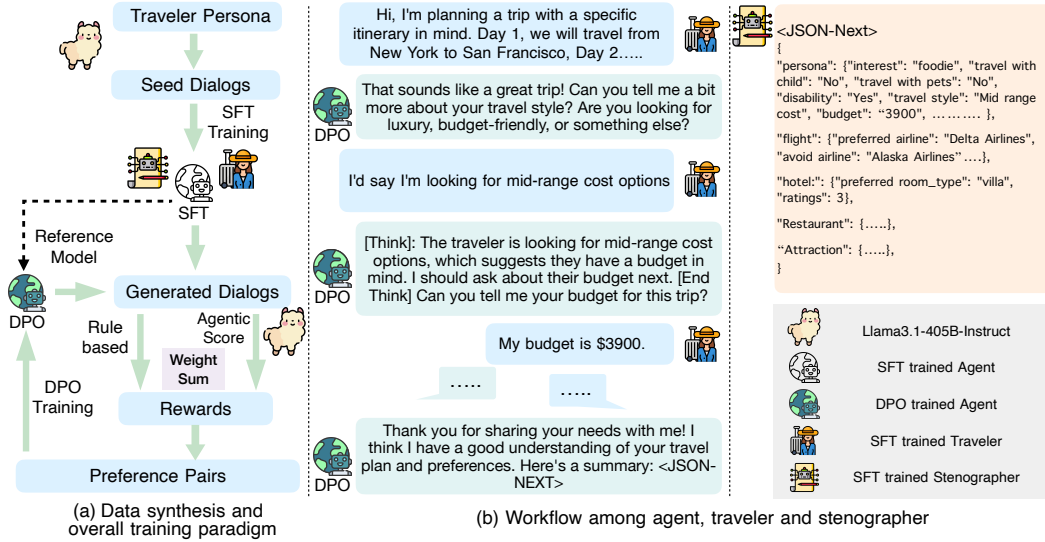 Traveler Persona
Seed Dialogs
SFT
Training
SFT
Reference
Model
DPO
Generated Dialogs
Rule
based
Agentic
Score
Weight
Sum
DPO
Training
Rewards
Preference Pairs
(a) Data synthesis and
overall training paradigm
Hi, I'm planning a trip with a specific
itinerary in mind. Day 1, we will travel from
New York to San Francisco, Day 2.....
That sounds like a great trip! Can you tell me a bit
more about your travel style? Are you looking for
luxury, budget-friendly, or something else?
DPO
I'd say I'm looking for mid-range cost options
[Think]: The traveler is looking for mid-range cost
options, which suggests they have a budget in
mind. I should ask about their budget next. [End
Think] Can you tell me your budget for this trip?
DPO
My budget is $3900.
.....
.....
Thank you for sharing your needs with me! I
think I have a good understanding of your travel
plan and preferences. Here's a summary: <JSON-
NEXT>
DPO
(b) Workflow among agent, traveler and stenographer
<JSON-Next>
{
"persona": {"interest": "foodie", "travel with
child": "No", "travel with pets": "No",
"disability": "Yes", "travel style": "Mid range
cost", "budget": “3900", ... ... ... },
"flight": {"preferred airline": "Delta Airlines",
"avoid airline": "Alaska Airlines” ....},
"hotel:": {"preferred room_type": "villa",
"ratings": 3},
"Restaurant": {.....},
“Attraction": {.....},
}
Llama3.1-405B-Instruct
SFT trained Agent
DPO trained Agent
SFT trained Traveler
SFT trained Stenographer